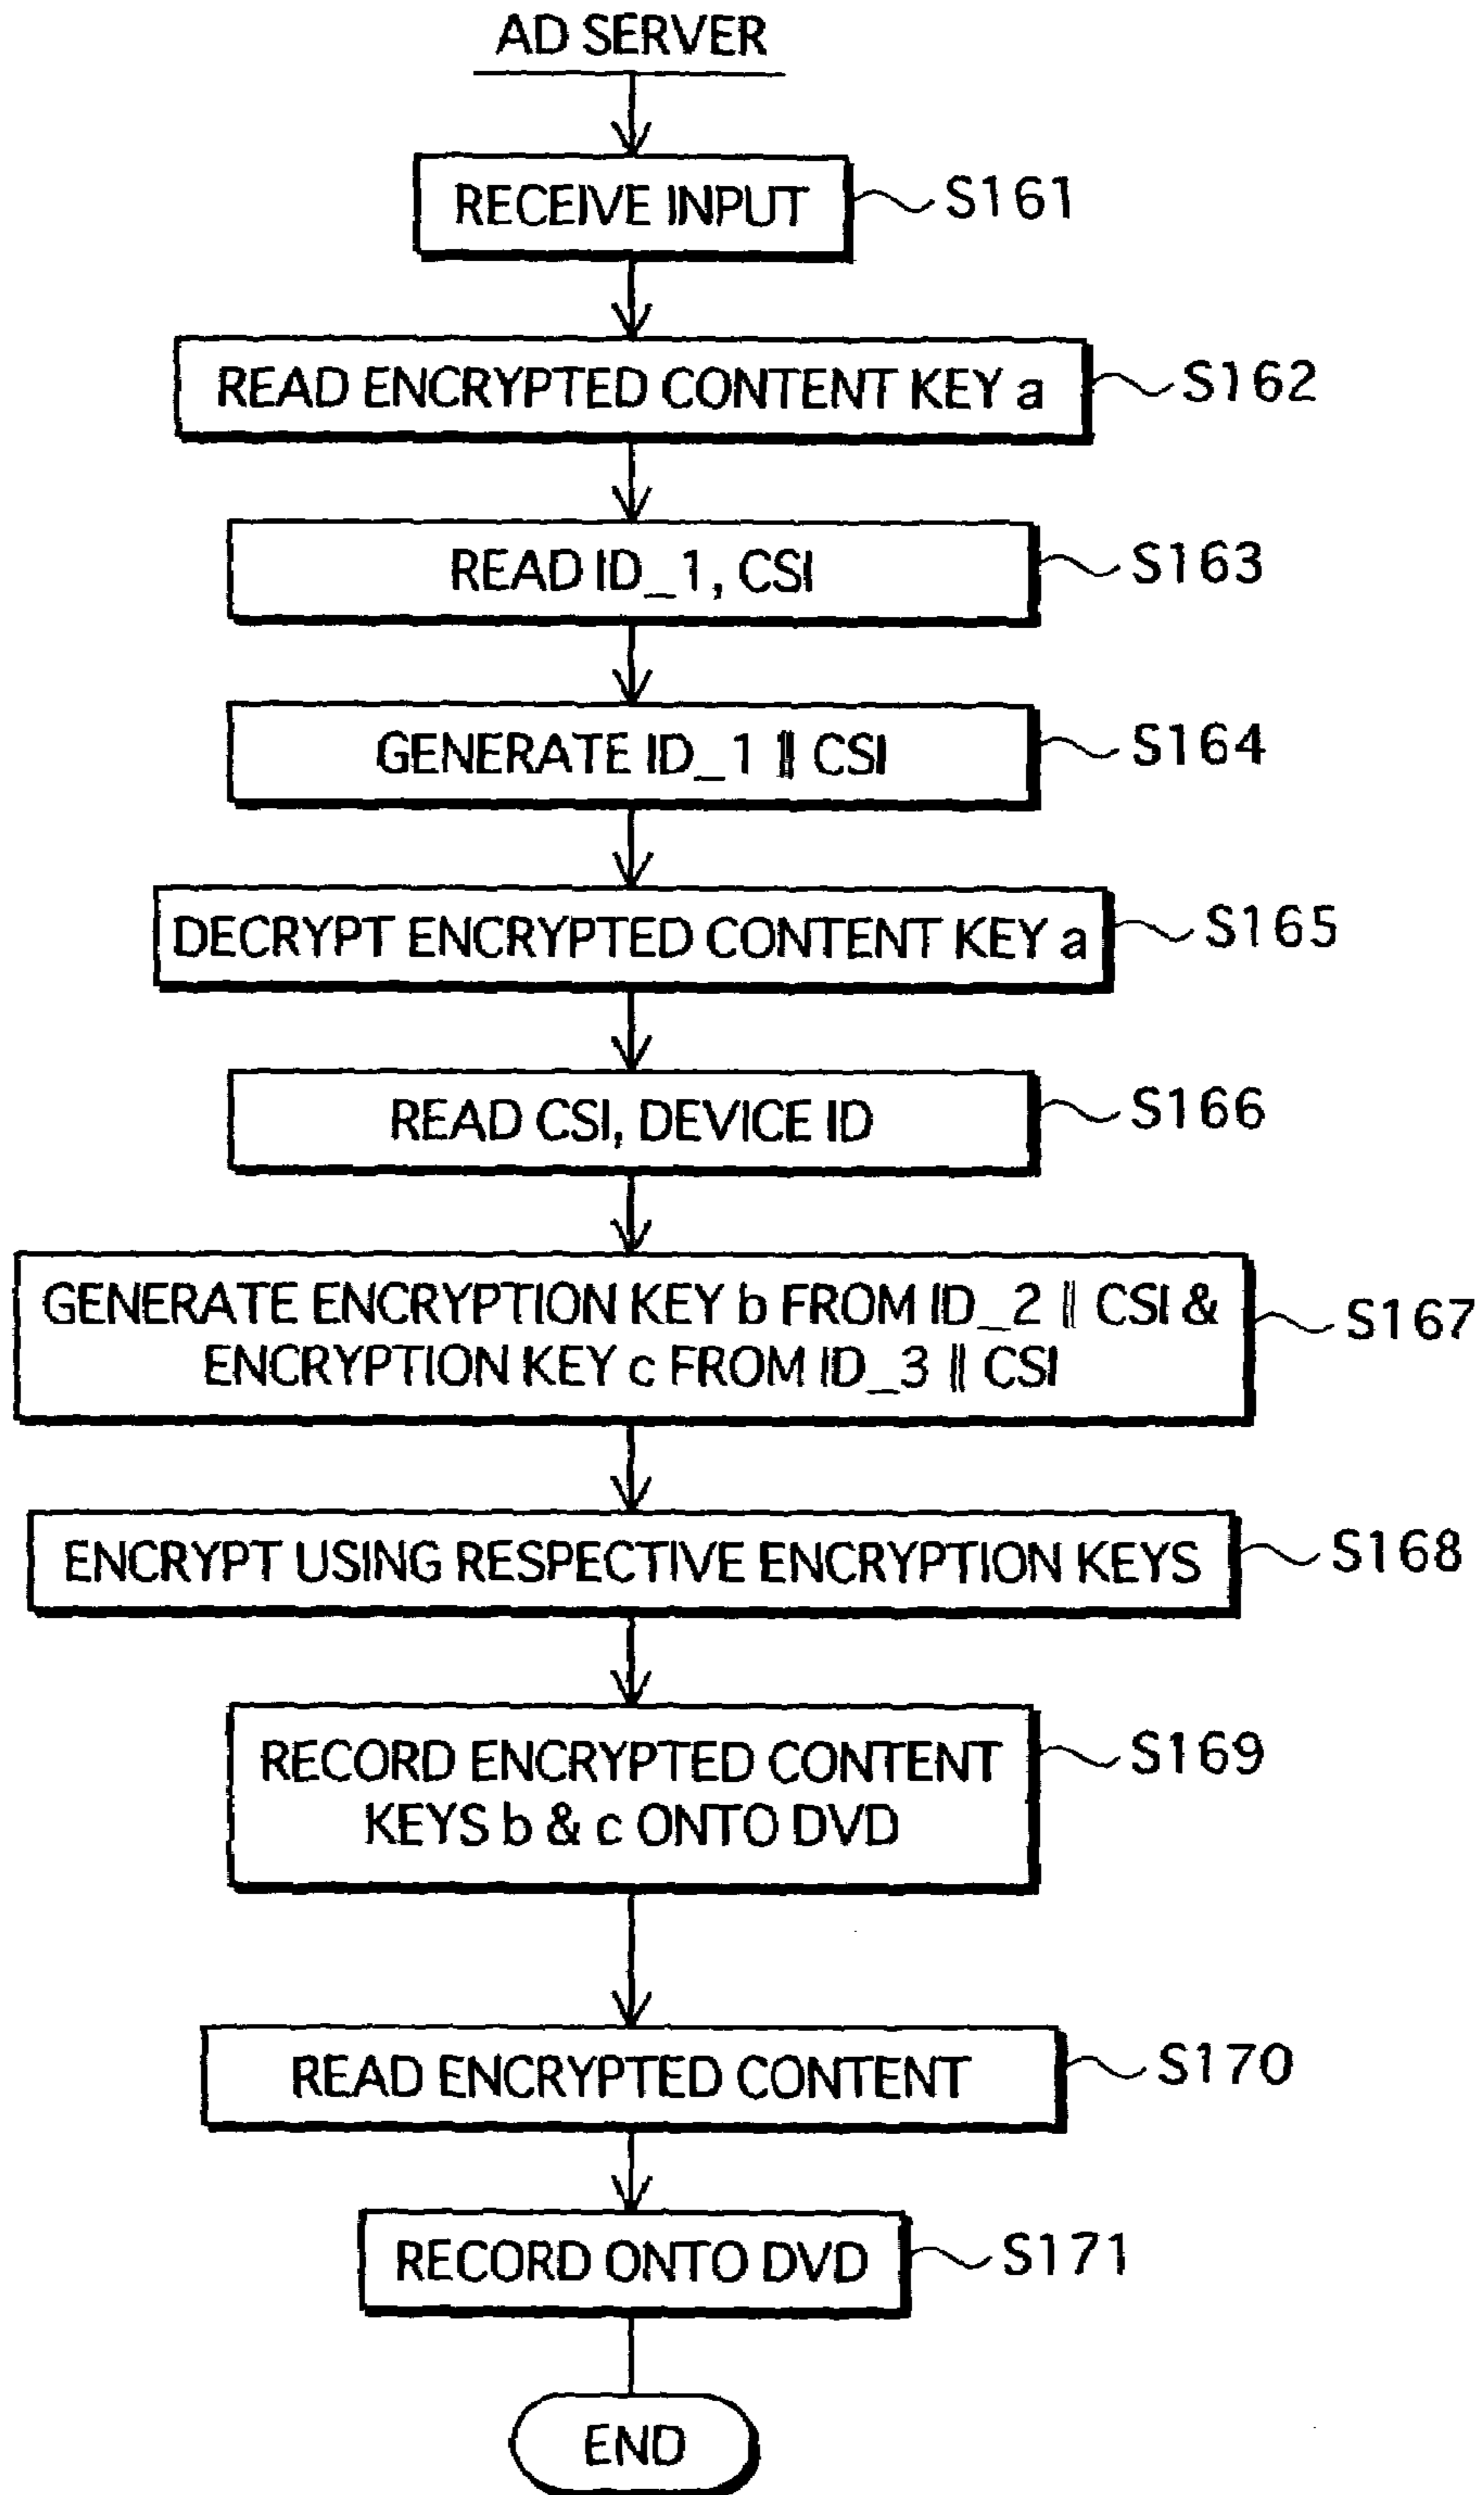 AD SERVER
RECEIVE INPUT
S161
READ ENCRYPTED CONTENT KEY a
S162
READ ID_1, CSI
S163
GENERATE ID_1 || CSI
S164
DECRYPT ENCRYPTED CONTENT KEY a
S165
READ CSI, DEVICE ID
S166
GENERATE ENCRYPTION KEY b FROM ID_2 || CSI &
ENCRYPTION KEY c FROM ID_3 || CSI
S167
ENCRYPT USING RESPECTIVE ENCRYPTION KEYS
S168
RECORD ENCRYPTED CONTENT
KEYS b & c ONTO DVD
S169
READ ENCRYPTED CONTENT
S170
RECORD ONTO DVD
S171
END